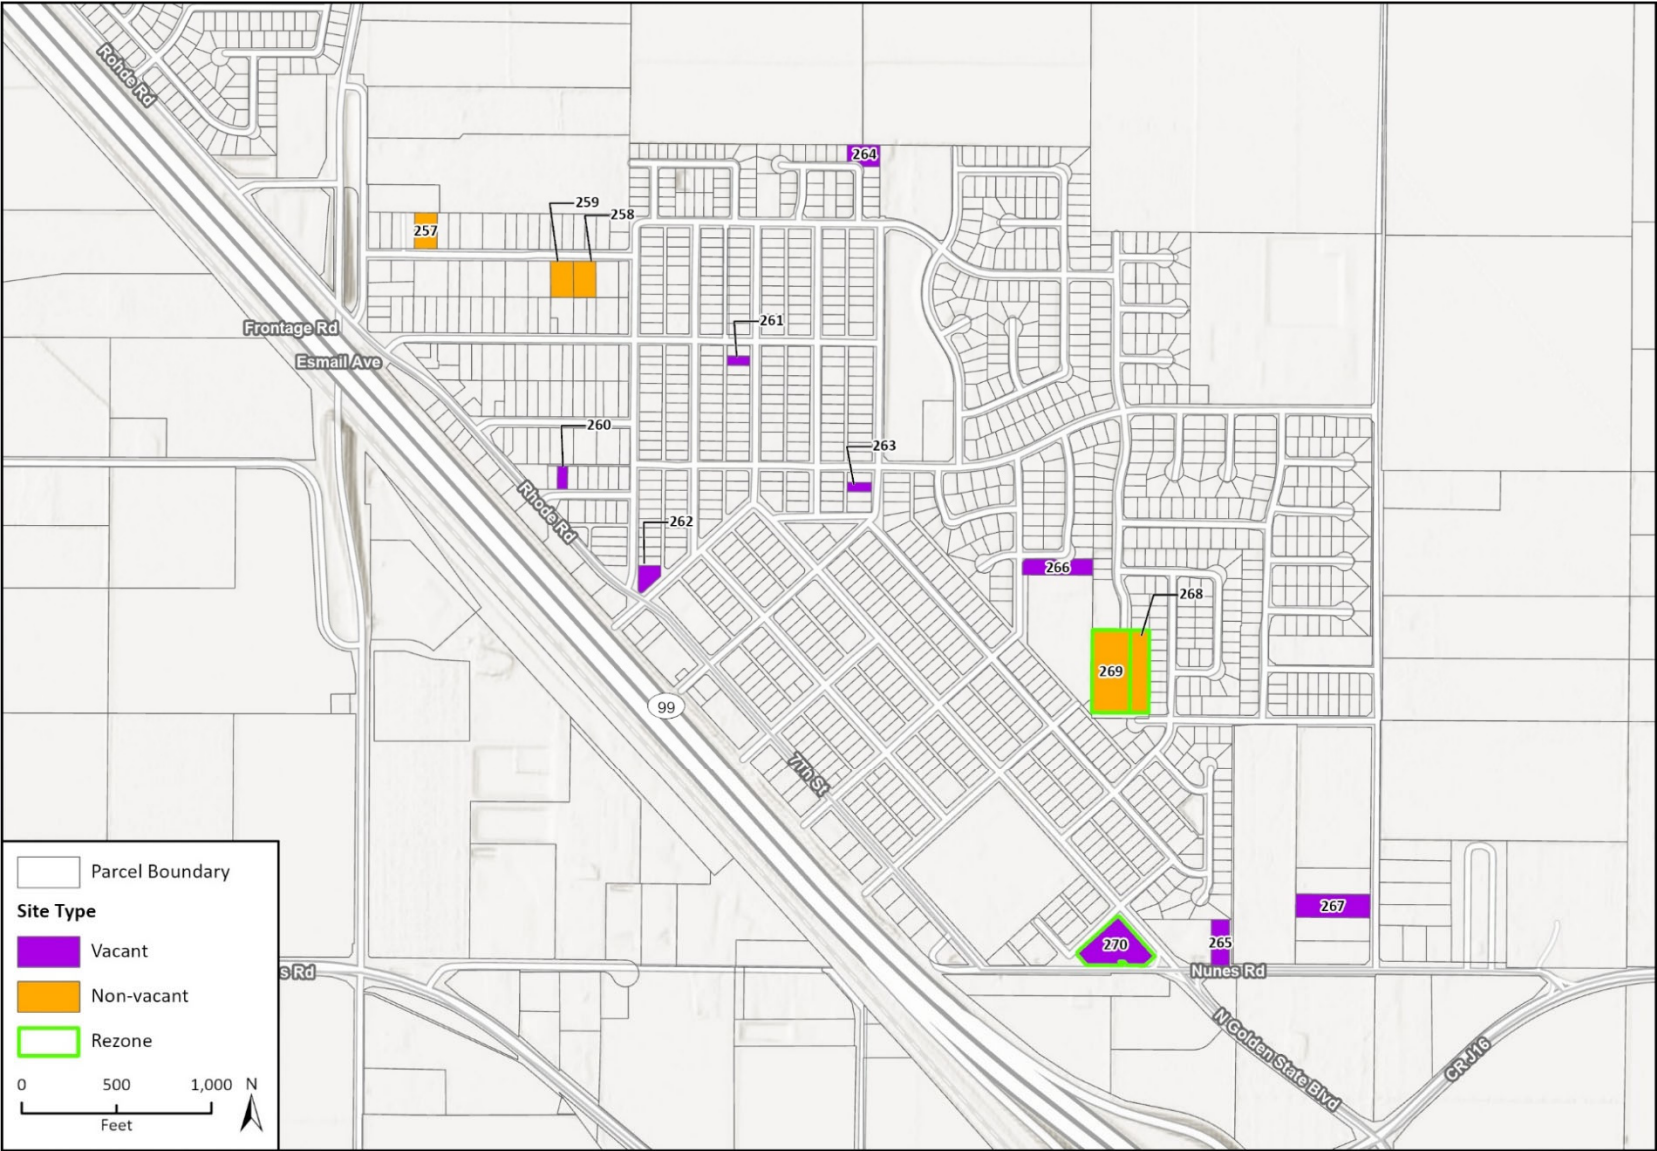 Rohde Rd
264
259
258
257
261
Frontage Rd
Esmail Ave
260
263
Rhode Rd
262
266
268
269
99
7Th St
267
270
265
Nunes Rd
s Rd
N Golden State Blvd
CR J16
Parcel Boundary
Site Type
Vacant
Non-vacant
Rezone
0 500 1,000 N
Feet